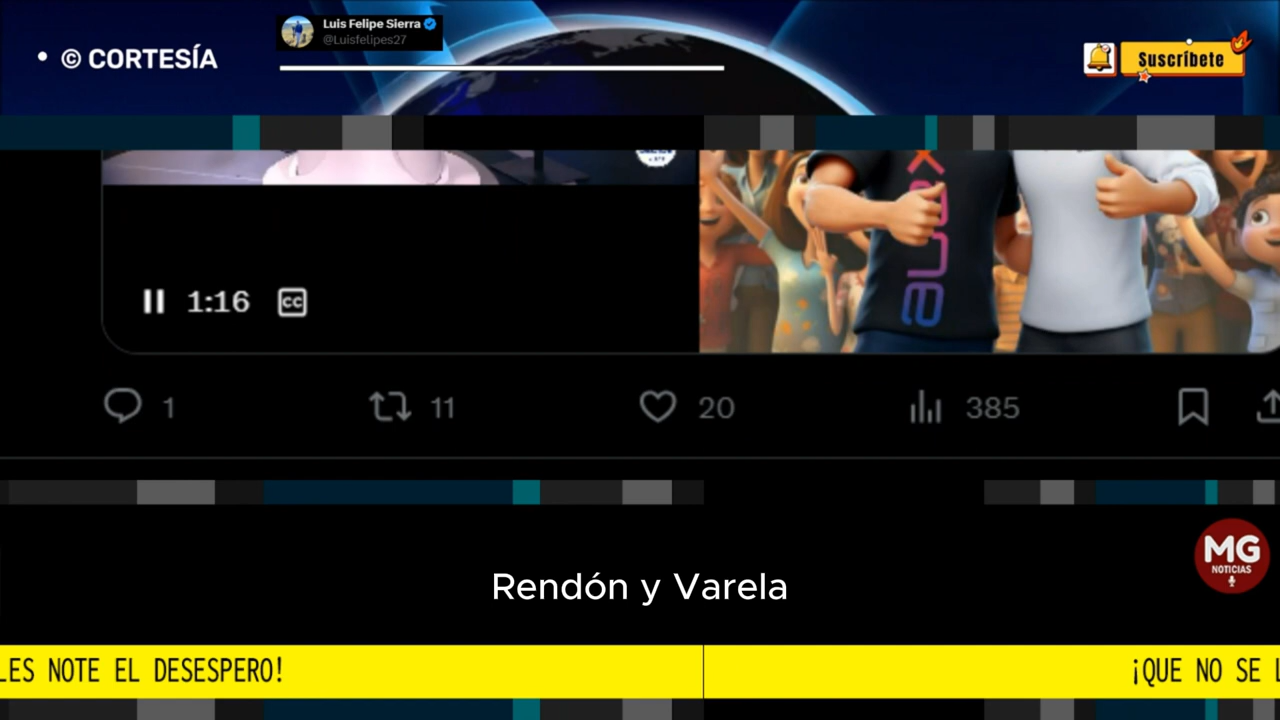 • © CORTESÍA
Luis Felipe Sierra
@Luisfelipes27
Suscríbete
1:16
CC
anex
1
11
20
385
MG
NOTICIAS
Rendón y Varela
LES NOTE EL DESESPERO!
¡QUE NO SE L